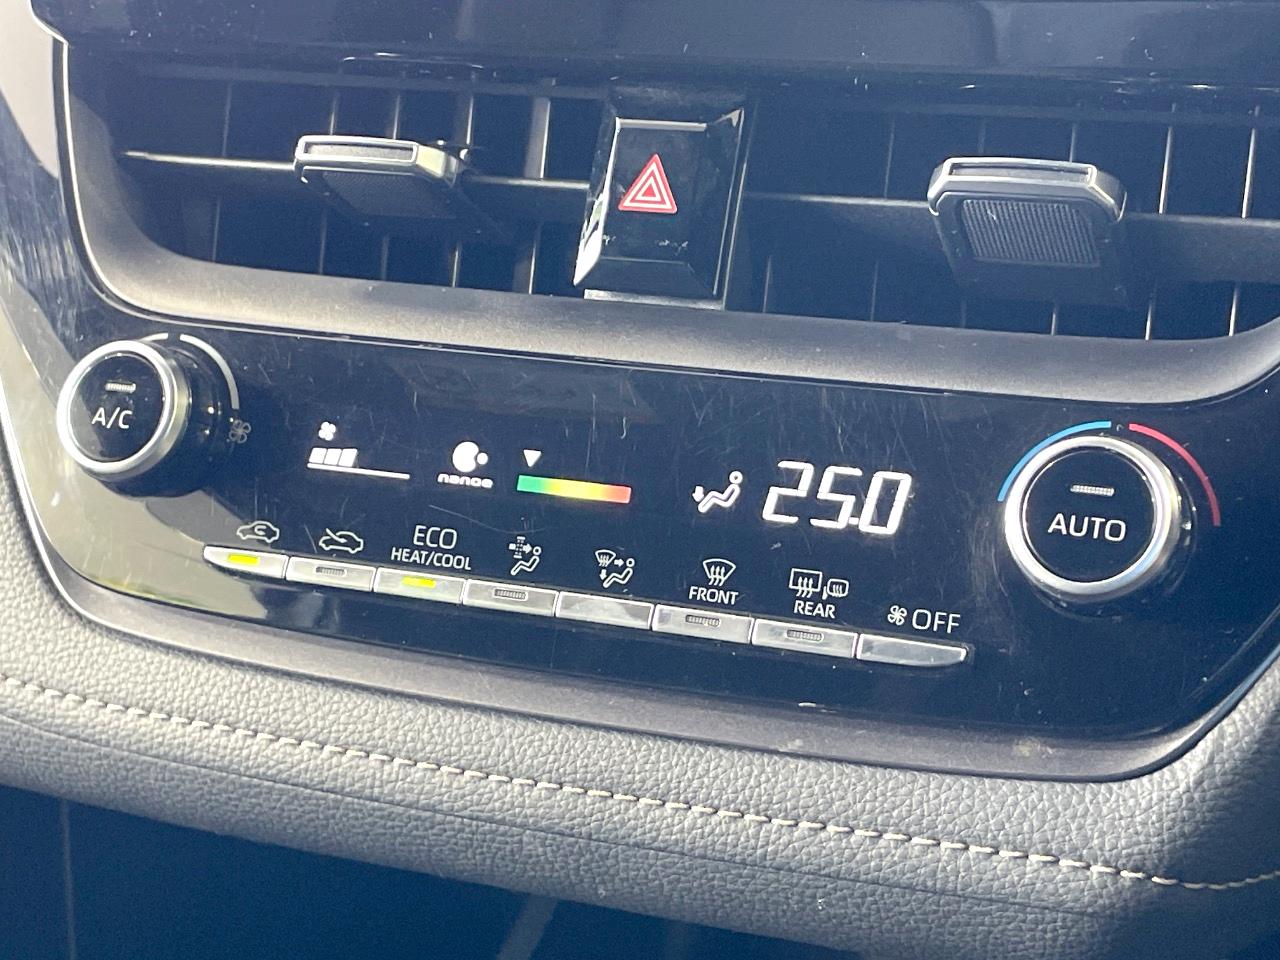 A/C
nanoe
25.0
AUTO
ECO
HEAT/COOL
FRONT
REAR
OFF